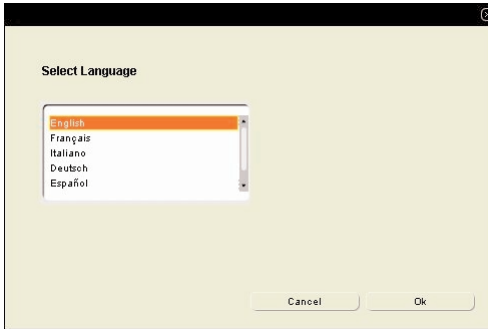 Select Language
English
Français
Italiano
Deutsch
Español
Cancel Ok